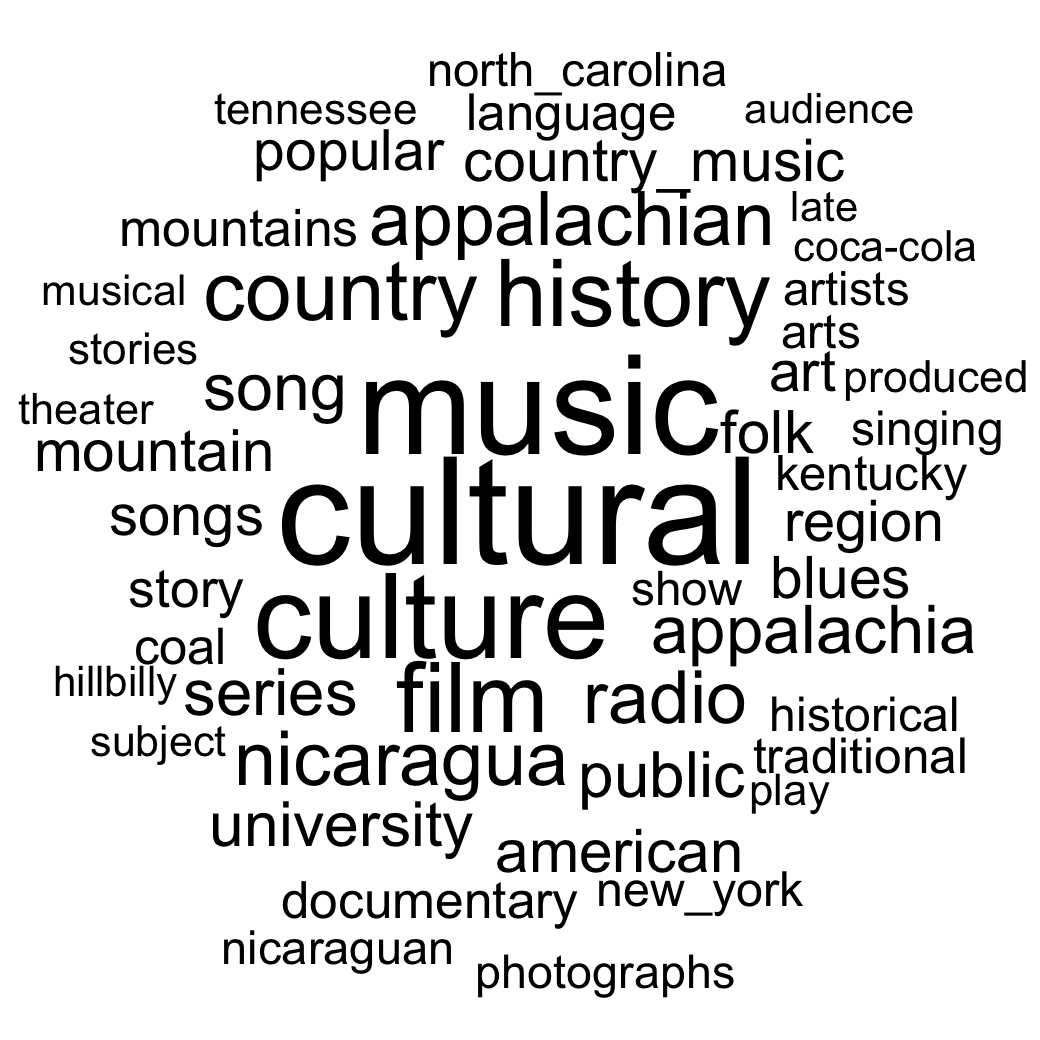 north_carolina
tennessee language audience
popular country_music
mountains appalachian late
coca-cola
musical country history artists
arts
stories song music art produced
theater folk singing
mountain kentucky
songs cultural region
story culture show blues
coal appalachia
hillbilly series film radio historical
subject nicaragua public traditional
play
university american
documentary new_york
nicaraguan photographs